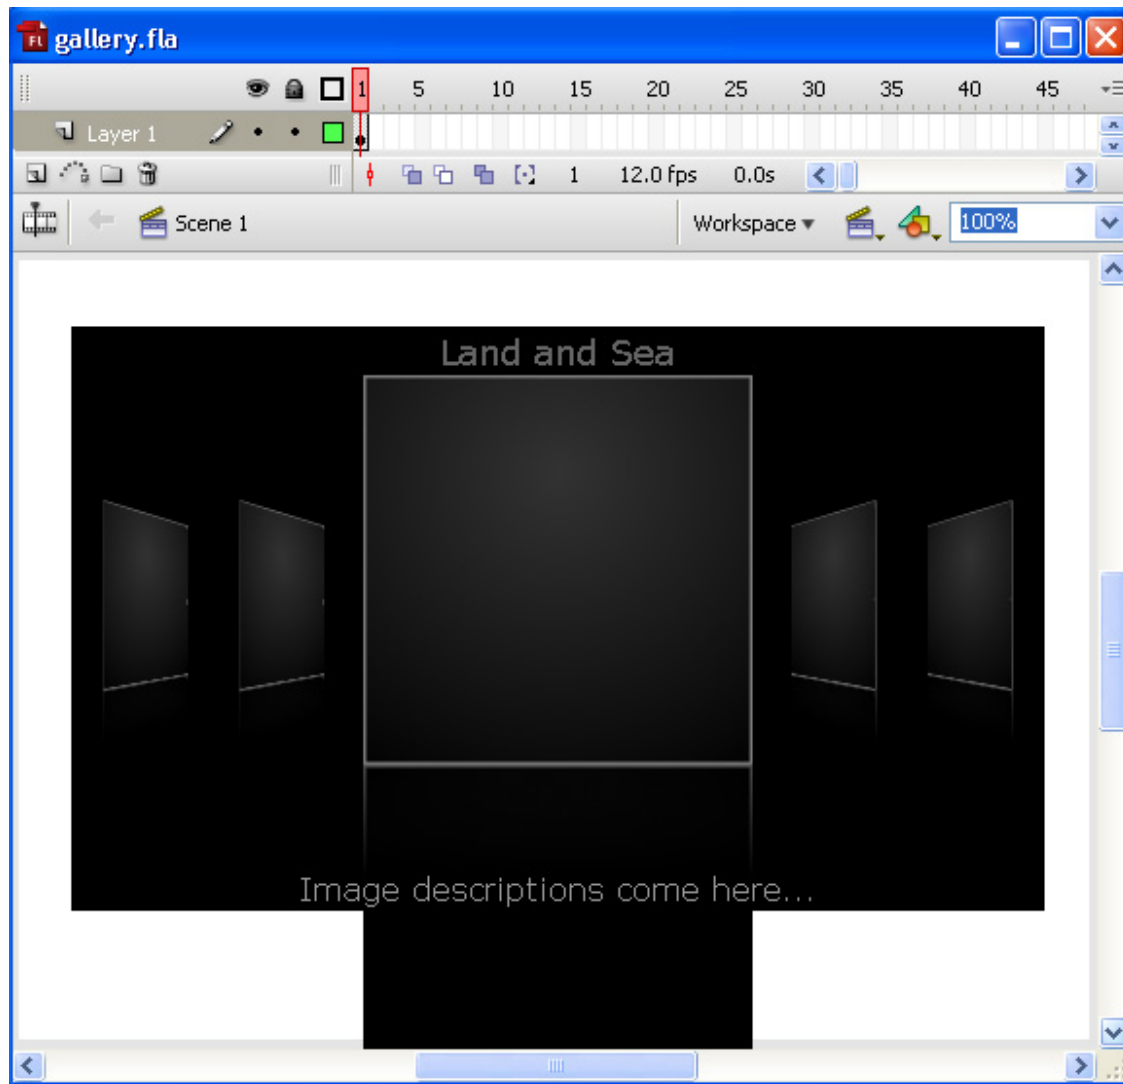 FL gallery.fla
1 5 10 15 20 25 30 35 40 45
Layer 1
1 12.0 fps 0.0s
Scene 1 Workspace 100%
Land and Sea
Image descriptions come here...